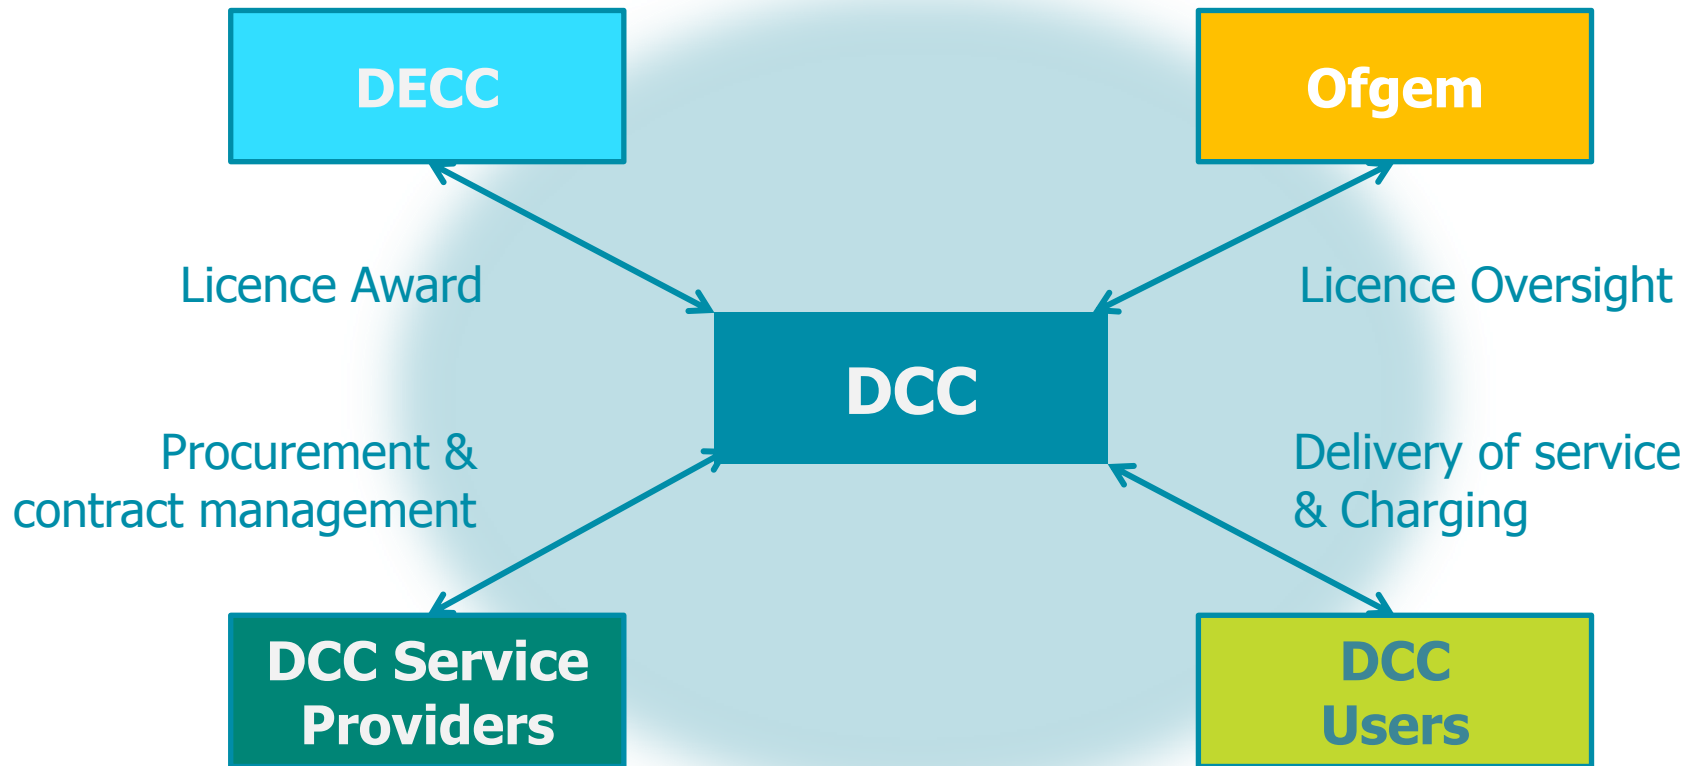 DECC
Ofgem
Licence Award
Licence Oversight
DCC
Procurement &
contract management
Delivery of service
& Charging
DCC Service
Providers
DCC
Users